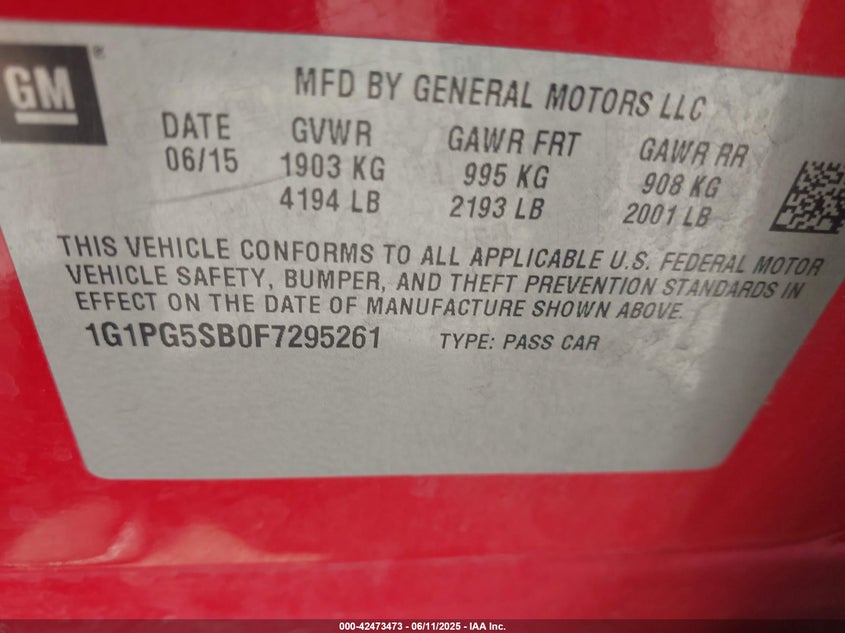 GM ®
MFD BY GENERAL MOTORS LLC
DATE GVWR GAWR FRT GAWR RR
06/15 1903 KG 995 KG 908 KG
4194 LB 2193 LB 2001 LB
THIS VEHICLE CONFORMS TO ALL APPLICABLE U.S. FEDERAL MOTOR
VEHICLE SAFETY, BUMPER, AND THEFT PREVENTION STANDARDS IN
EFFECT ON THE DATE OF MANUFACTURE SHOWN ABOVE.
1G1PG5SB0F7295261 TYPE: PASS CAR
000-42473473 - 06/11/2025 - IAA Inc.